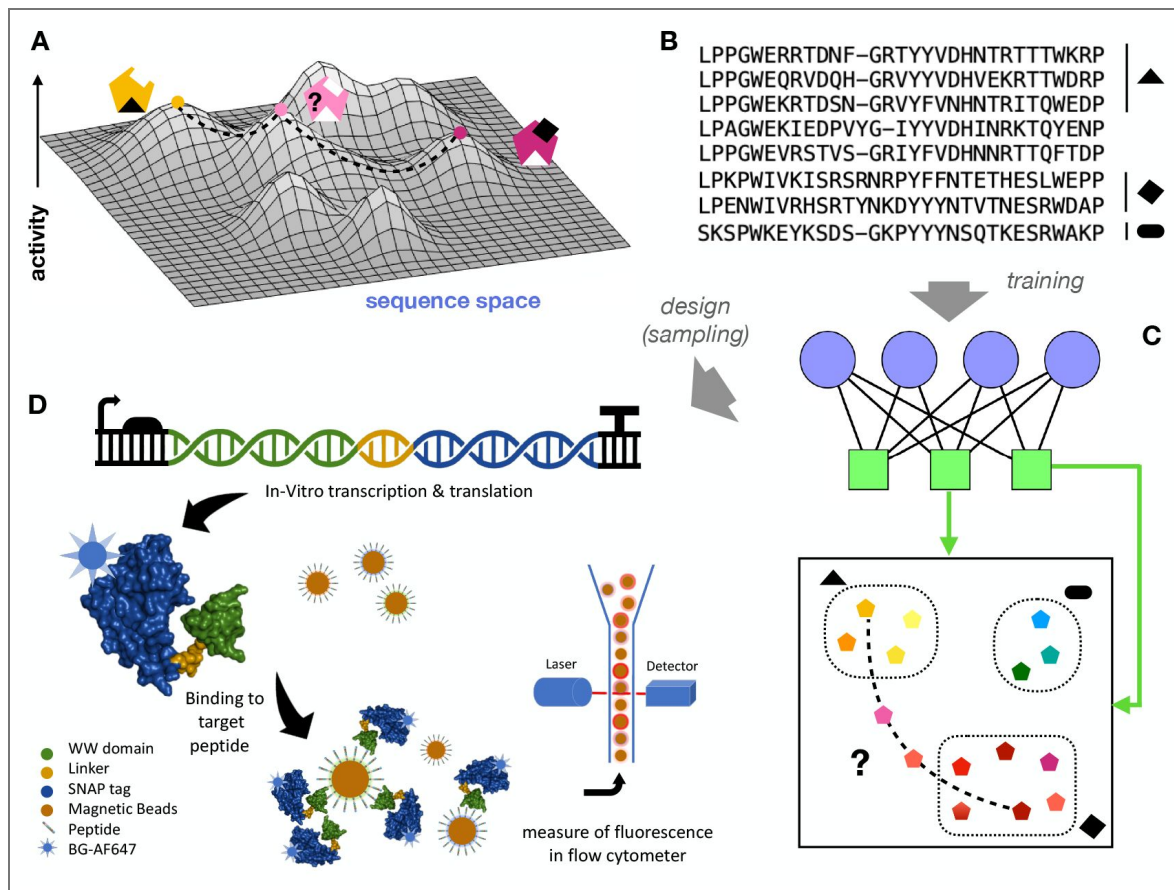 A
?
activity
sequence space
B
LPPGWERRTDNF-GRTYYVDHNTRTTTWKRP
LPPGWEQRVDQH-GRVYYVDHVEKRTTWDRP
LPPGWEKRTDSN-GRVYFVNHNTRITQWEDP
LPAGWEKIEDPVYG-IYYVDHINRKTQYENP
LPPGWEVRSTVS-GRIYFVDHNNRTTQFTDP
LPKPWIVKISRSRNRPYFFNTETHESLWEPP
LPENWIVRHSRTYNKDYYYNTVTNESRWDAP
SKSPWKEYKSDS-GKPYYYNSQTKESRWAKP
training
design
(sampling)
C
?
D
In-Vitro transcription & translation
Binding to
target
peptide
WW domain
Linker
SNAP tag
Magnetic Beads
Peptide
BG-AF647
Laser
Detector
measure of fluorescence
in flow cytometer